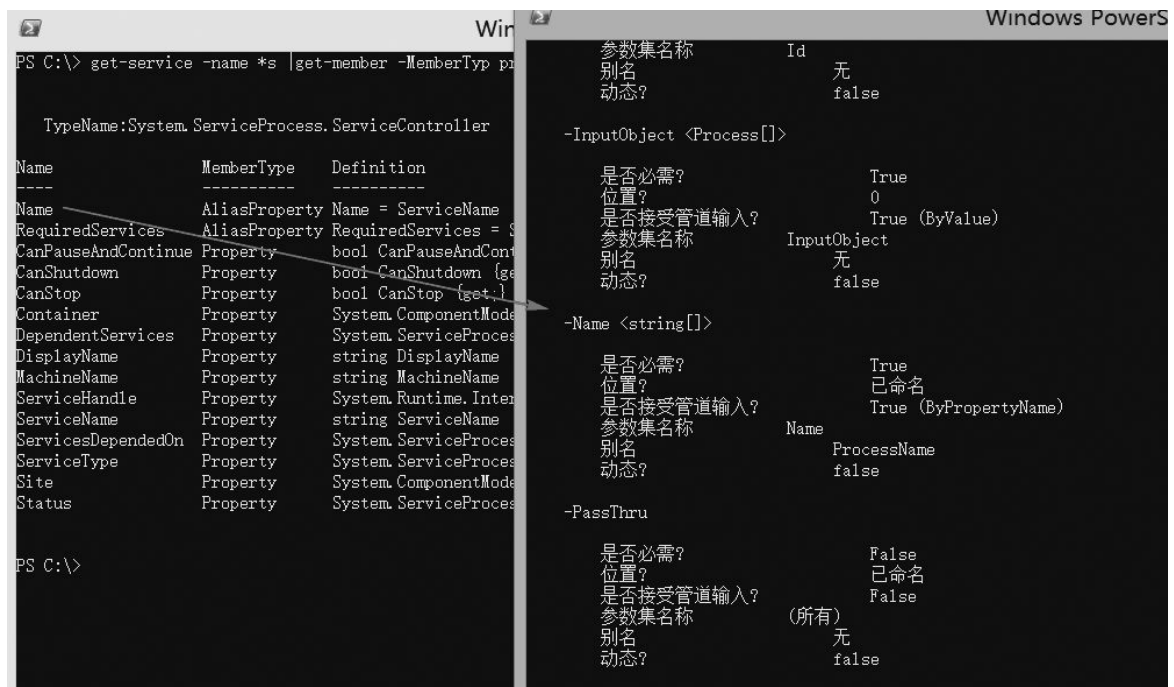 Win
PS C:\> get-service -name *s |get-member -MemberTyp pr
TypeName:System.ServiceProcess.ServiceController
Name MemberType Definition
---- ---------- ----------
Name AliasProperty Name = ServiceName
RequiredServices AliasProperty RequiredServices = S
CanPauseAndContinue Property bool CanPauseAndCont
CanShutdown Property bool CanShutdown {ge
CanStop Property bool CanStop {get;}
Container Property System.ComponentMode
DependentServices Property System.ServiceProces
DisplayName Property string DisplayName
MachineName Property string MachineName
ServiceHandle Property System.Runtime.Inter
ServiceName Property string ServiceName
ServicesDependedOn Property System.ServiceProces
ServiceType Property System.ServiceProces
Site Property System.ComponentMode
Status Property System.ServiceProces
PS C:\>
Windows PowerS
参数集名称 Id
别名 无
动态? false
-InputObject <Process[]>
是否必需? True
位置? 0
是否接受管道输入? True (ByValue)
参数集名称 InputObject
别名 无
动态? false
-Name <string[]>
是否必需? True
位置? 已命名
是否接受管道输入? True (ByPropertyName)
参数集名称 Name
别名 ProcessName
动态? false
-PassThru
是否必需? False
位置? 已命名
是否接受管道输入? False
参数集名称 (所有)
别名 无
动态? false